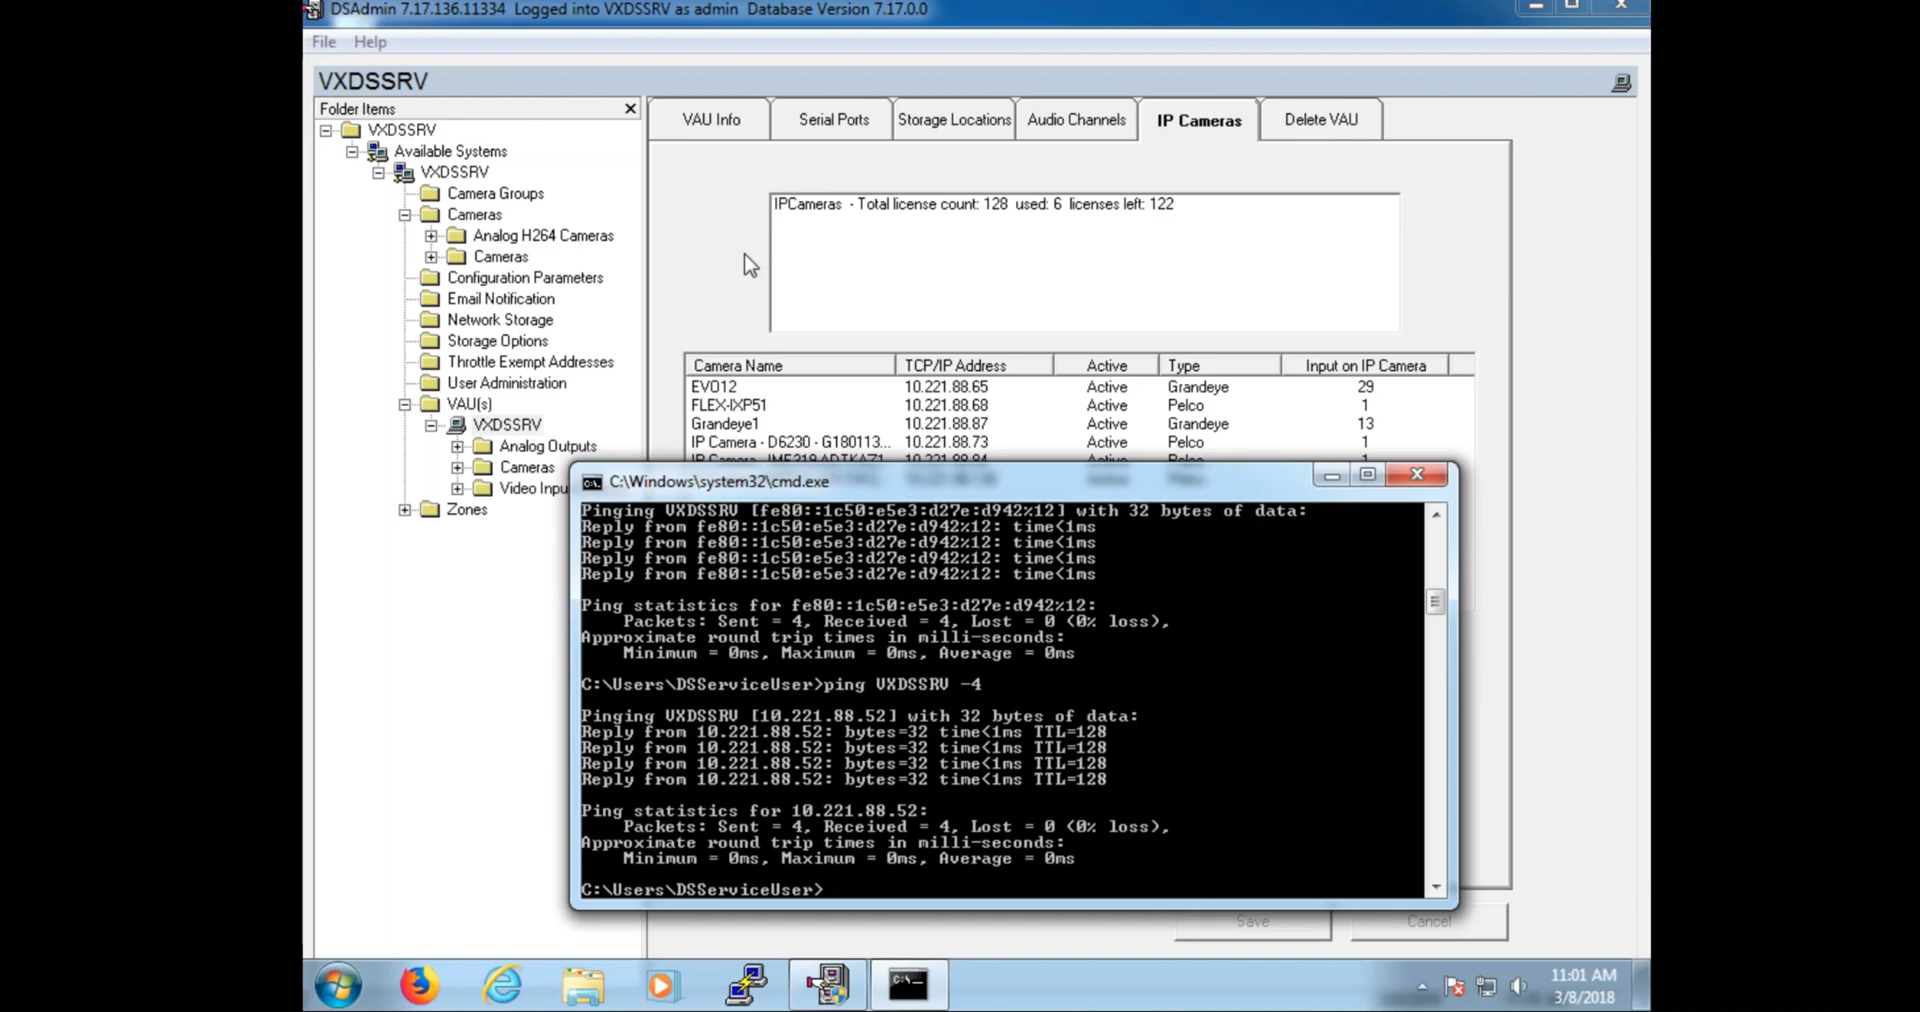 DSAdmin 7.17.136.11334 Logged into VXDSSRV as admin Database Version 7.17.0.0
File Help
VXDSSRV
Folder Items
VXDSSRV
Available Systems
VXDSSRV
Camera Groups
Cameras
Analog H264 Cameras
Cameras
Configuration Parameters
Email Notification
Network Storage
Storage Options
Throttle Exempt Addresses
User Administration
VAU(s)
VXDSSRV
Analog Outputs
Cameras
Video Inpu
Zones
VAU Info Serial Ports Storage Locations Audio Channels IP Cameras Delete VAU
IPCameras - Total license count: 128 used: 6 licenses left: 122
Camera Name TCP/IP Address Active Type Input on IP Camera
EVO12 10.221.88.65 Active Grandeye 29
FLEX-IXP51 10.221.88.68 Active Pelco 1
Grandeye1 10.221.88.87 Active Grandeye 13
IP Camera - D6230 - G180113... 10.221.88.73 Active Pelco 1
IP Camera - Active Pelco 1
C:\Windows\system32\cmd.exe
Pinging VXDSSRV [fe80::1c50:e5e3:d27e:d942%12] with 32 bytes of data:
Reply from fe80::1c50:e5e3:d27e:d942%12: time<1ms
Reply from fe80::1c50:e5e3:d27e:d942%12: time<1ms
Reply from fe80::1c50:e5e3:d27e:d942%12: time<1ms
Reply from fe80::1c50:e5e3:d27e:d942%12: time<1ms
Ping statistics for fe80::1c50:e5e3:d27e:d942%12:
Packets: Sent = 4, Received = 4, Lost = 0 (0% loss),
Approximate round trip times in milli-seconds:
Minimum = 0ms, Maximum = 0ms, Average = 0ms
C:\Users\DSServiceUser>ping VXDSSRV -4
Pinging VXDSSRV [10.221.88.52] with 32 bytes of data:
Reply from 10.221.88.52: bytes=32 time<1ms TTL=128
Reply from 10.221.88.52: bytes=32 time<1ms TTL=128
Reply from 10.221.88.52: bytes=32 time<1ms TTL=128
Reply from 10.221.88.52: bytes=32 time<1ms TTL=128
Ping statistics for 10.221.88.52:
Packets: Sent = 4, Received = 4, Lost = 0 (0% loss),
Approximate round trip times in milli-seconds:
Minimum = 0ms, Maximum = 0ms, Average = 0ms
C:\Users\DSServiceUser>
Save Cancel
11:01 AM
3/8/2018